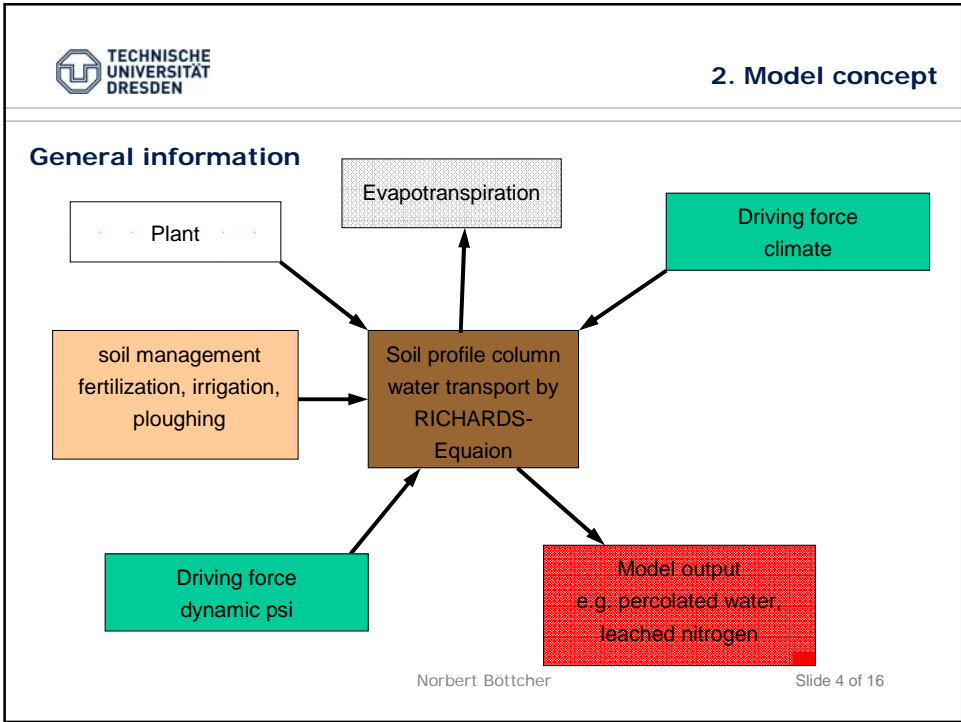 TECHNISCHE
UNIVERSITÄT
DRESDEN
2. Model concept
General information
Evapotranspiration
Plant
Driving force
climate
soil management
fertilization, irrigation,
ploughing
Soil profile column
water transport by
RICHARDS-
Equaion
Driving force
dynamic psi
Model output
e.g. percolated water,
leached nitrogen
Norbert Böttcher
Slide 4 of 16